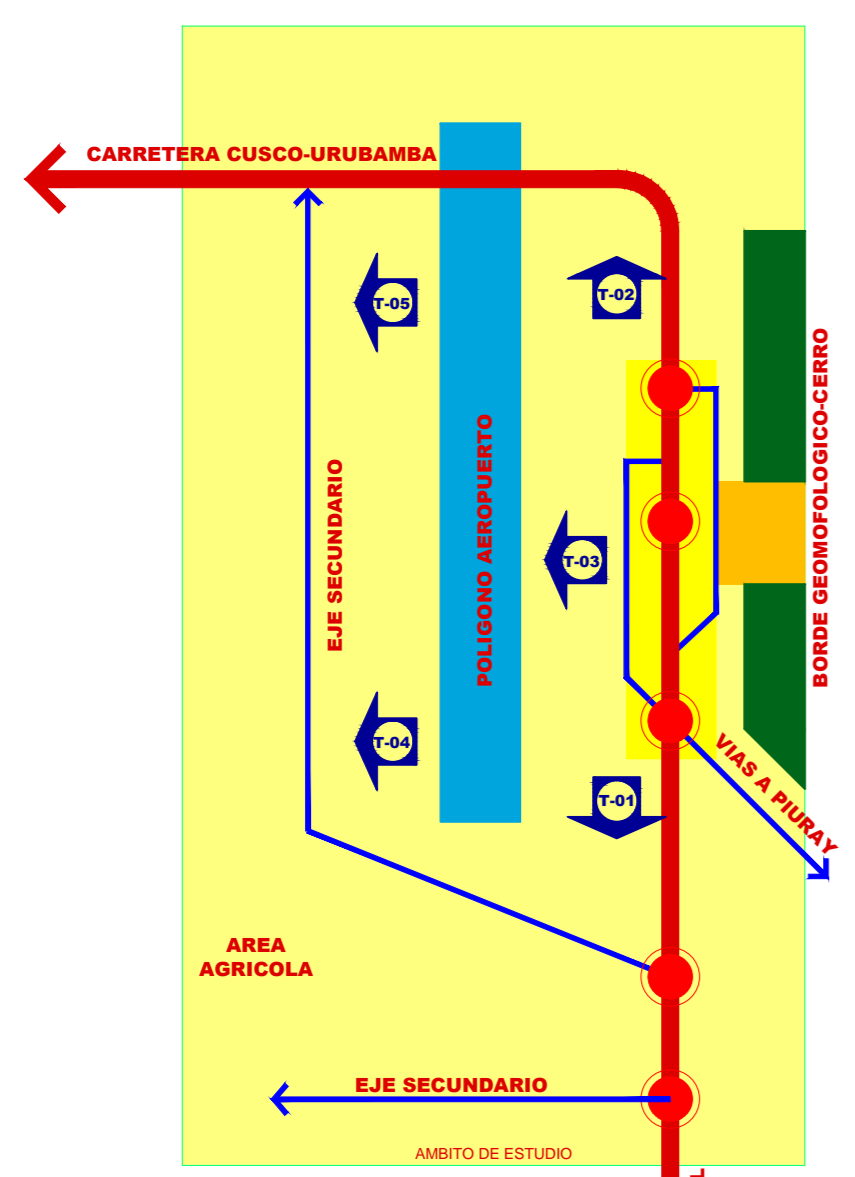 CARRETERA CUSCO-URUBAMBA
T-05
T-02
BORDE GEOMOFOLOGICO-CERRO
POLIGONO AEROPUERTO
EJE SECUNDARIO
T-03
T-04
VIAS A PIURAY
T-01
AREA
AGRICOLA
EJE SECUNDARIO
AMBITO DE ESTUDIO